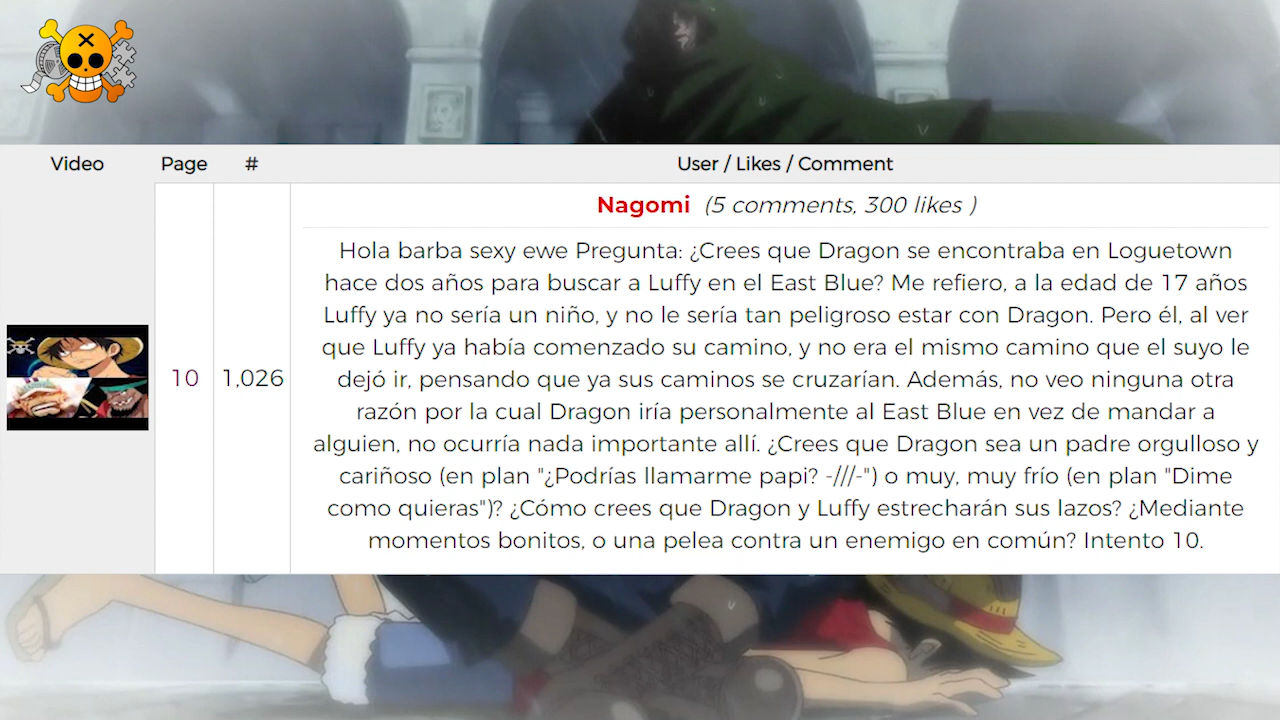 Video Page # User / Likes / Comment
Nagomi (5 comments, 300 likes )
Hola barba sexy ewe Pregunta: ¿Crees que Dragon se encontraba en Loguetown
hace dos años para buscar a Luffy en el East Blue? Me refiero, a la edad de 17 años
Luffy ya no sería un niño, y no le sería tan peligroso estar con Dragon. Pero él, al ver
que Luffy ya había comenzado su camino, y no era el mismo camino que el suyo le
10 1,026
dejó ir, pensando que ya sus caminos se cruzarían. Además, no veo ninguna otra
razón por la cual Dragon iría personalmente al East Blue en vez de mandar a
alguien, no ocurría nada importante allí. ¿Crees que Dragon sea un padre orgulloso y
cariñoso (en plan "¿Podrías llamarme papi? -///-") o muy, muy frío (en plan "Dime
como quieras")? ¿Cómo crees que Dragon y Luffy estrecharán sus lazos? ¿Mediante
momentos bonitos, o una pelea contra un enemigo en común? Intento 10.